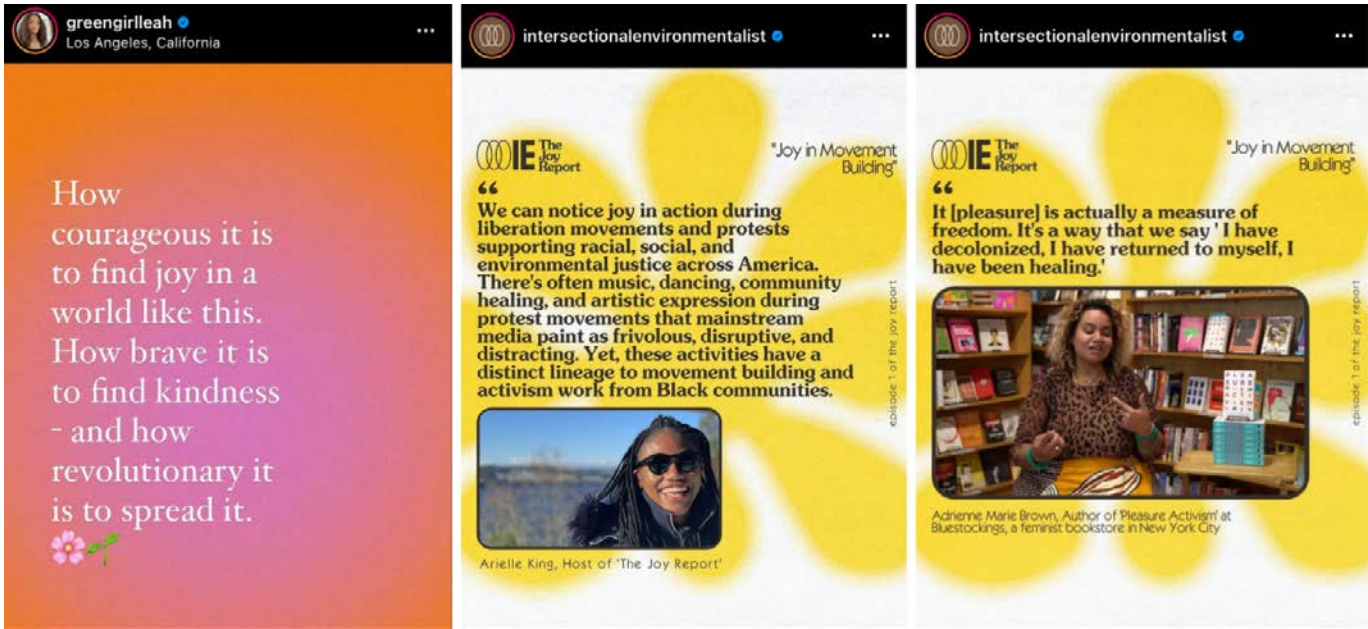 greengirlleah
Los Angeles, California
How
courageous it is
to find joy in a
world like this.
How brave it is
to find kindness
- and how
revolutionary it
is to spread it.
intersectionalenvironmentalist
IE The
Joy
Report
"Joy in Movement
Building"
“
We can notice joy in action during
liberation movements and protests
supporting racial, social, and
environmental justice across America.
There's often music, dancing, community
healing, and artistic expression during
protest movements that mainstream
media paint as frivolous, disruptive, and
distracting. Yet, these activities have a
distinct lineage to movement building and
activism work from Black communities.
episode 1 of the joy report
Arielle King, Host of 'The Joy Report'
intersectionalenvironmentalist
IE The
Joy
Report
"Joy in Movement
Building"
“
It [pleasure] is actually a measure of
freedom. It's a way that we say ' I have
decolonized, I have returned to myself, I
have been healing.'
episode 1 of the joy report
Adrienne Marie Brown, Author of 'Pleasure Activism' at
Bluestockings, a feminist bookstore in New York City